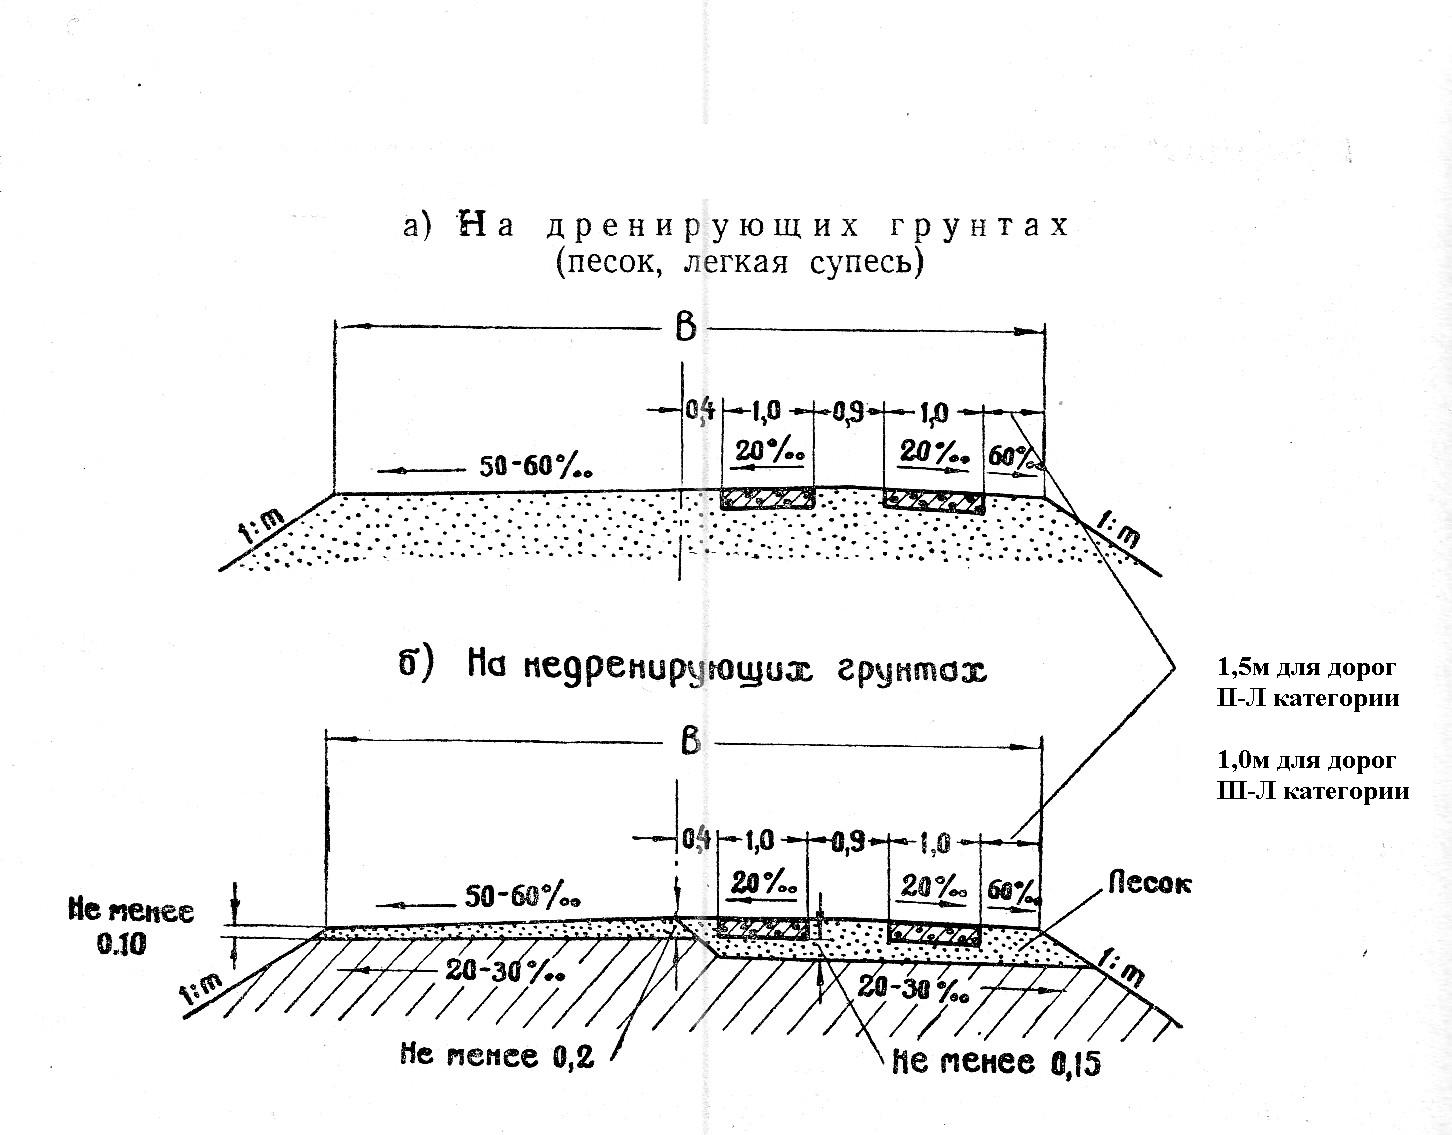 а) На дренирующих грунтах
(песок, легкая супесь)
В
0,4 1,0 0,9 1,0
50-60‰ 20‰ 20‰ 60‰
1:m 1:m
б) На недренирующих грунтах
1,5м для дорог
П-Л категории
1,0м для дорог
Ш-Л категории
В
0,4 1,0 0,9 1,0
50-60‰ 20‰ 20‰ 60‰ Песок
Не менее
0.10
20-30‰ 20-30‰
1:m 1:m
Не менее 0,2 Не менее 0,15